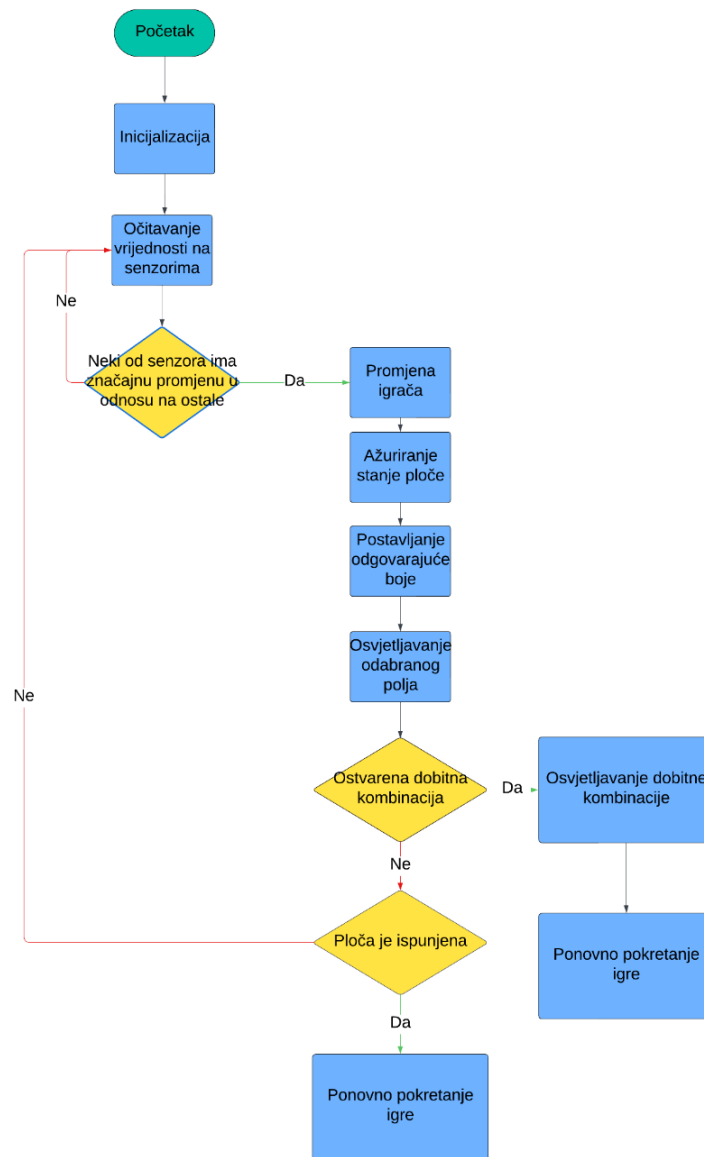 Početak
Inicijalizacija
Očitavanje
vrijednosti na
senzorima
Ne
Neki od senzora ima
značajnu promjenu u
odnosu na ostale
Da
Promjena
igrača
Ažuriranje
stanje ploče
Postavljanje
odgovarajuće
boje
Osvjetljavanje
odabranog
polja
Ne
Ostvarena dobitna
kombinacija
Da
Osvjetljavanje dobitne
kombinacije
Ne
Ploča je ispunjena
Ponovno pokretanje
igre
Da
Ponovno pokretanje
igre